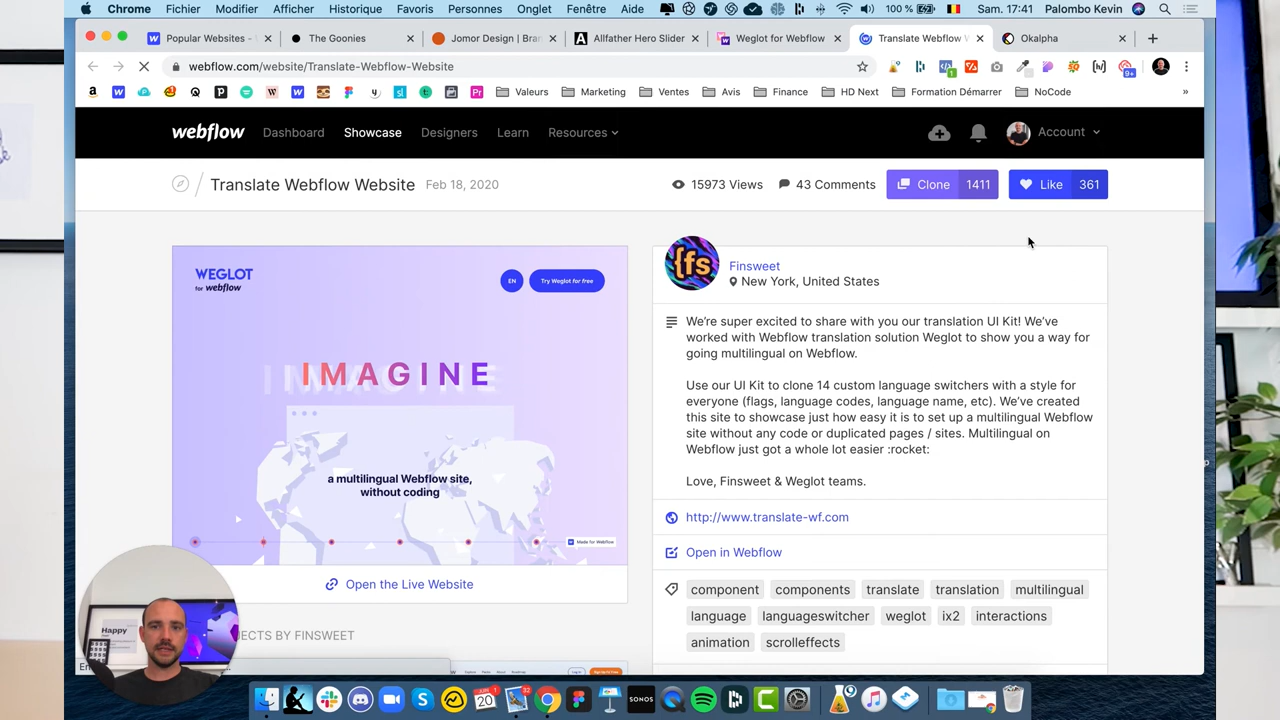 Chrome Fichier Modifier Afficher Historique Favoris Personnes Onglet Fenêtre Aide 100 % Sam. 17:41 Palombo Kevin
Popular Websites - The Goonies Jomor Design | Bran Allfather Hero Slider Weglot for Webflow Translate Webflow W Okalpha
webflow.com/website/Translate-Webflow-Website
Valeurs Marketing Ventes Avis Finance HD Next Formation Démarrer NoCode »
webflow Dashboard Showcase Designers Learn Resources Account
Translate Webflow Website Feb 18, 2020 15973 Views 43 Comments Clone 1411 Like 361
WEGLOT
for webflow
EN Try Weglot for free
IMAGINE
a multilingual Webflow site,
without coding
Made for Webflow
Open the Live Website
JECTS BY FINSWEET
{fs
Finsweet
New York, United States
We're super excited to share with you our translation UI Kit! We've
worked with Webflow translation solution Weglot to show you a way for
going multilingual on Webflow.
Use our UI Kit to clone 14 custom language switchers with a style for
everyone (flags, language codes, language name, etc). We've created
this site to showcase just how easy it is to set up a multilingual Webflow
site without any code or duplicated pages / sites. Multilingual on
Webflow just got a whole lot easier :rocket:
Love, Finsweet & Weglot teams.
http://www.translate-wf.com
Open in Webflow
component components translate translation multilingual
language languageswitcher weglot ix2 interactions
animation scrolleffects
Happy
JUN 20
32
SONOS